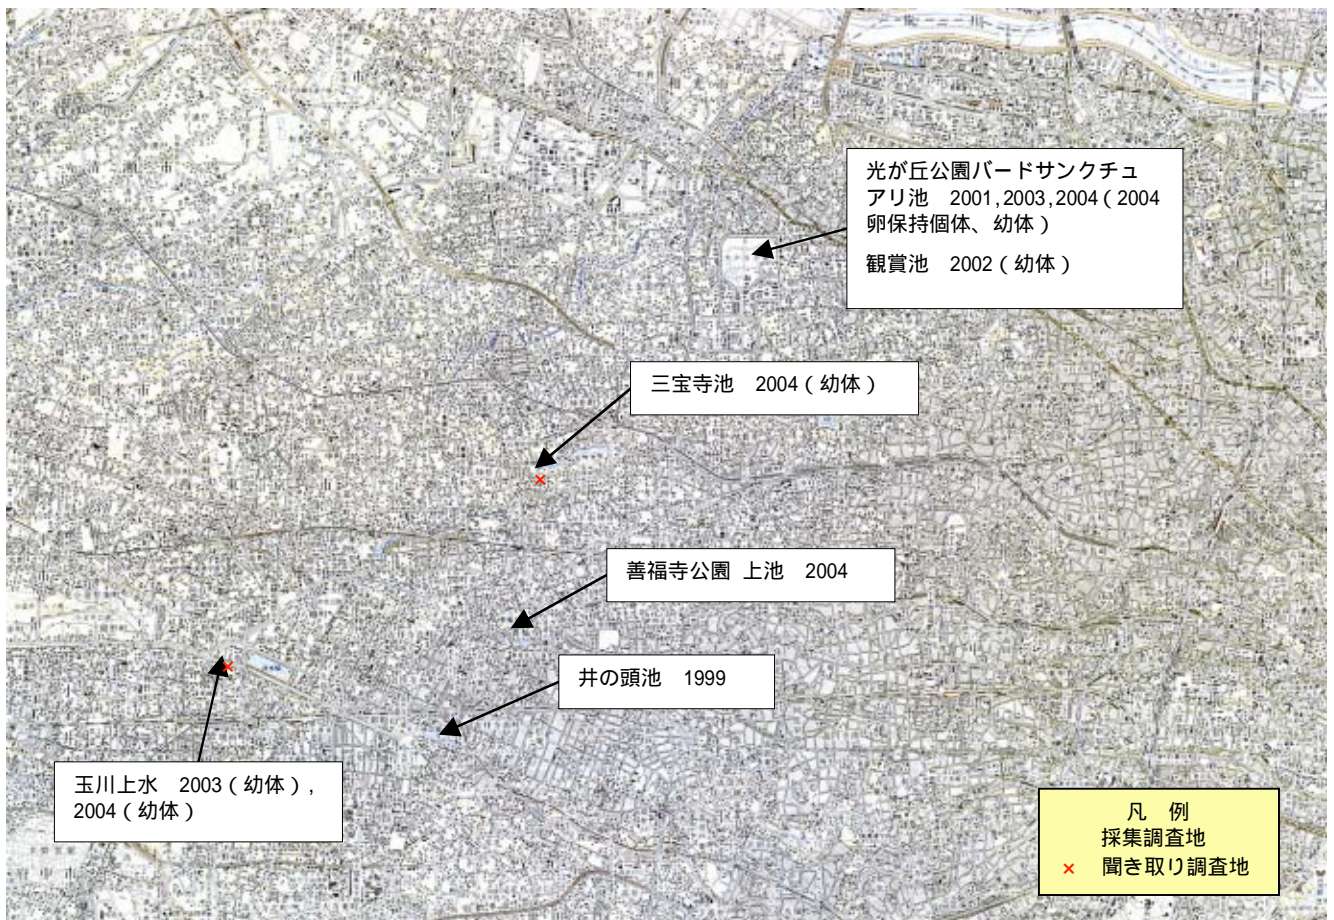 光が丘公園バードサンクチュ
アリ池　2001,2003,2004（2004
卵保持個体、幼体）
観賞池　2002（幼体）
三宝寺池　2004（幼体）
善福寺公園 上池　2004
井の頭池　1999
玉川上水　2003（幼体）,
2004（幼体）
凡　例
採集調査地
× 聞き取り調査地